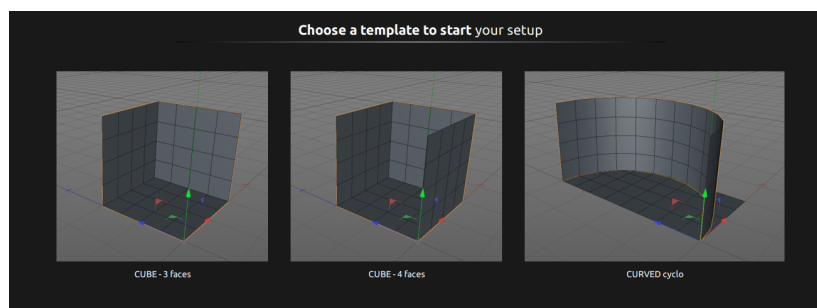 Choose a template to start your setup
CUBE - 3 faces
CUBE - 4 faces
CURVED cyclo